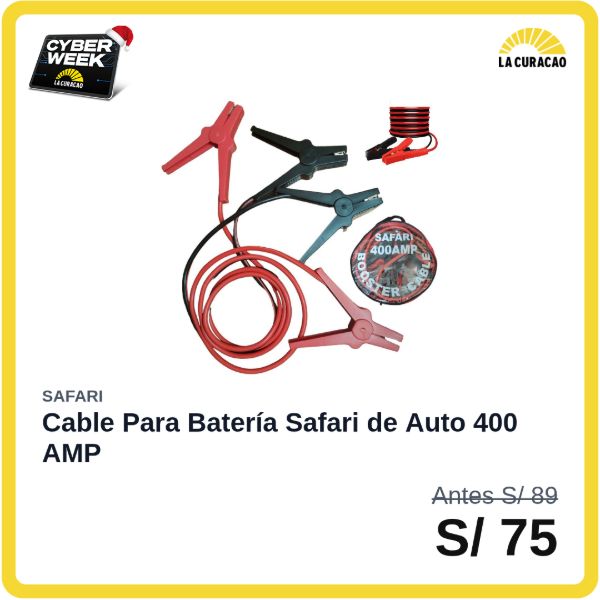 CYBER
WEEK
LA CURACAO
LA CURACAO
SAFARI
400AMP
BOOSTER CABLE
SAFARI
Cable Para Batería Safari de Auto 400
AMP
Antes S/ 89
S/ 75